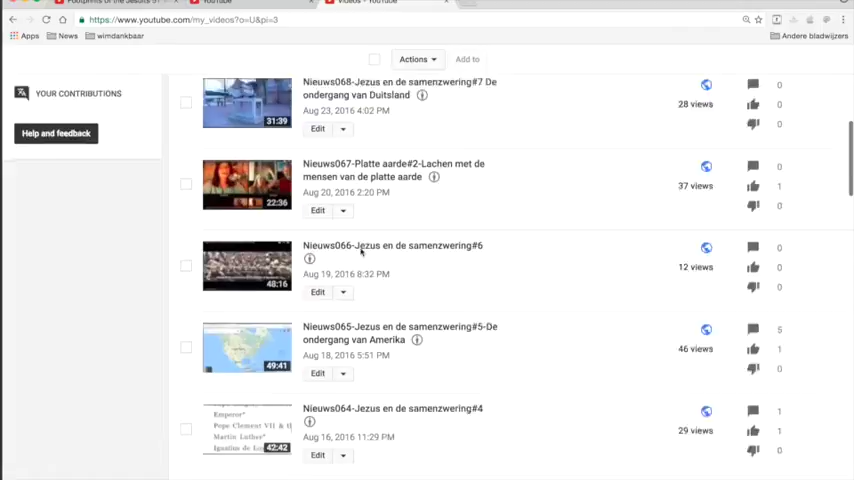 Footprints of the Jesuits
YouTube
Videos - YouTube
https://www.youtube.com/my_videos?o=U&pi=3
Apps
News
wimdankbaar
Andere bladwijzers
Actions
Add to
YOUR CONTRIBUTIONS
Help and feedback
Nieuws068-Jezus en de samenzwering#7 De
ondergang van Duitsland
Aug 23, 2016 4:02 PM
Edit
31:39
28 views
0
0
0
Nieuws067-Platte aarde#2-Lachen met de
mensen van de platte aarde
Aug 20, 2016 2:20 PM
Edit
22:36
37 views
0
1
0
Nieuws066-Jezus en de samenzwering#6
Aug 19, 2016 8:32 PM
Edit
48:16
12 views
0
0
0
Nieuws065-Jezus en de samenzwering#5-De
ondergang van Amerika
Aug 18, 2016 5:51 PM
Edit
49:41
46 views
5
1
0
Nieuws064-Jezus en de samenzwering#4
Aug 16, 2016 11:29 PM
Edit
Emperor"
Pope Clement VII &
Martin Luther"
Ignatius de
42:42
29 views
1
1
0